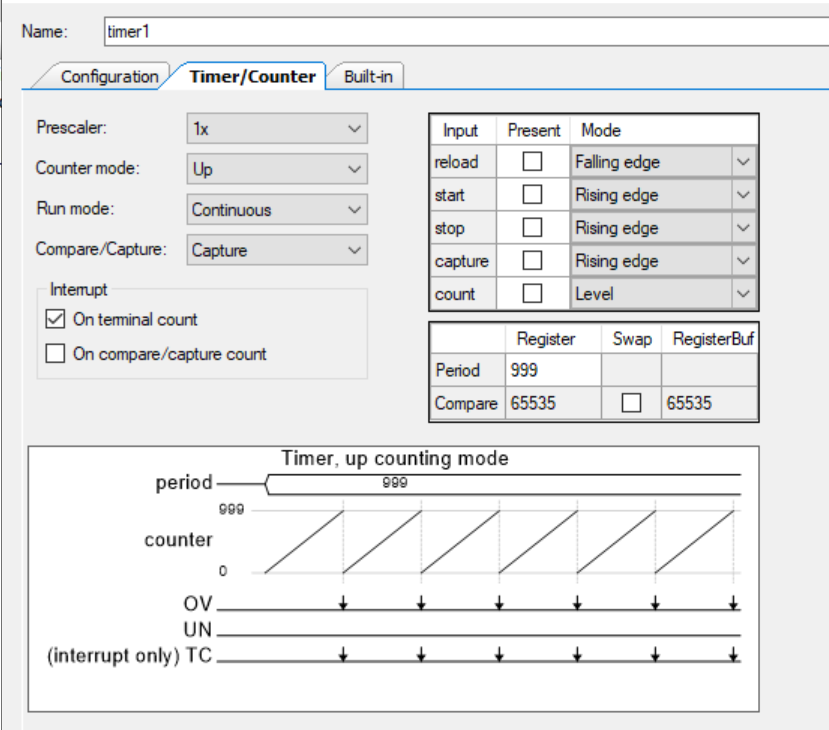 Name: timer1
Configuration Timer/Counter Built-in
Prescaler: 1x
Counter mode: Up
Run mode: Continuous
Compare/Capture: Capture
Interrupt
On terminal count
On compare/capture count
Input Present Mode
reload Falling edge
start Rising edge
stop Rising edge
capture Rising edge
count Level
Register Swap RegisterBuf
Period 999
Compare 65535 65535
Timer, up counting mode
period 999
999
counter
0
OV
UN
(interrupt only) TC